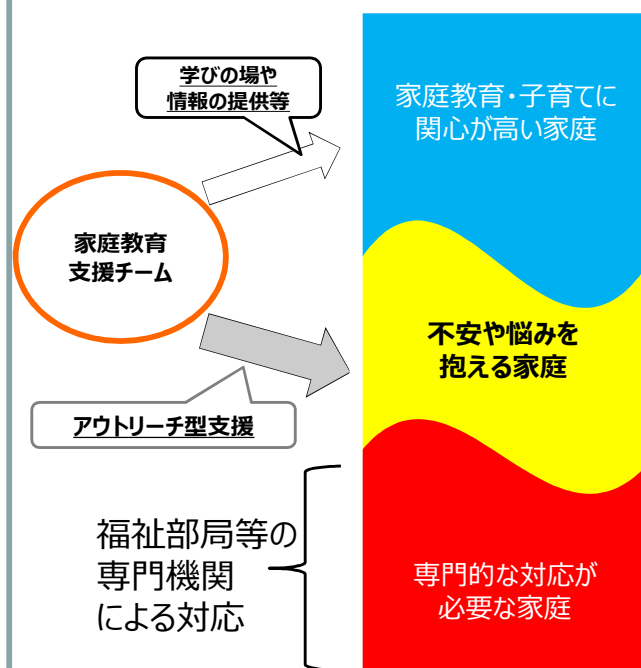 学びの場や
情報の提供等
家庭教育・子育てに
関心が高い家庭
家庭教育
支援チーム
不安や悩みを
抱える家庭
アウトリーチ型支援
福祉部局等の
専門機関
による対応
専門的な対応が
必要な家庭